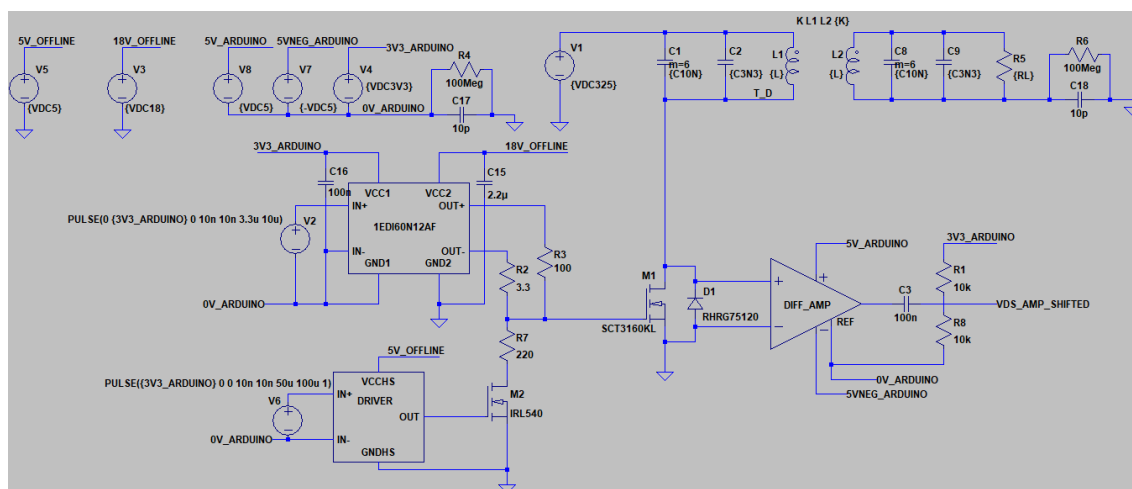 K L1 L2 {K}
5V_OFFLINE
18V_OFFLINE
5V_ARDUINO
5VNEG_ARDUINO
3V3_ARDUINO
V5
{VDC5}
V3
{VDC18}
V8
{VDC5}
V7
{-VDC5}
V4
{VDC3V3}
0V_ARDUINO
R4
100Meg
C17
10p
V1
{VDC325}
C1
m=6
{C10N}
C2
{C3N3}
L1
{L}
T_D
L2
{L}
C8
m=6
{C10N}
C9
{C3N3}
R5
{RL}
R6
100Meg
C18
10p
3V3_ARDUINO
18V_OFFLINE
C16
100n
C15
2.2µ
VCC1
VCC2
IN+
OUT+
1EDI60N12AF
IN-
OUT-
GND1
GND2
PULSE(0 {3V3_ARDUINO} 0 10n 10n 3.3u 10u)
V2
0V_ARDUINO
R2
3.3
R3
100
R7
220
M1
SCT3160KL
D1
RHRG75120
DIFF_AMP
REF
5V_ARDUINO
0V_ARDUINO
5VNEG_ARDUINO
C3
100n
3V3_ARDUINO
R1
10k
VDS_AMP_SHIFTED
R8
10k
5V_OFFLINE
PULSE({3V3_ARDUINO} 0 0 10n 10n 50u 100u 1)
V6
0V_ARDUINO
VCCHS
IN+
DRIVER
OUT
IN-
GNDHS
M2
IRL540